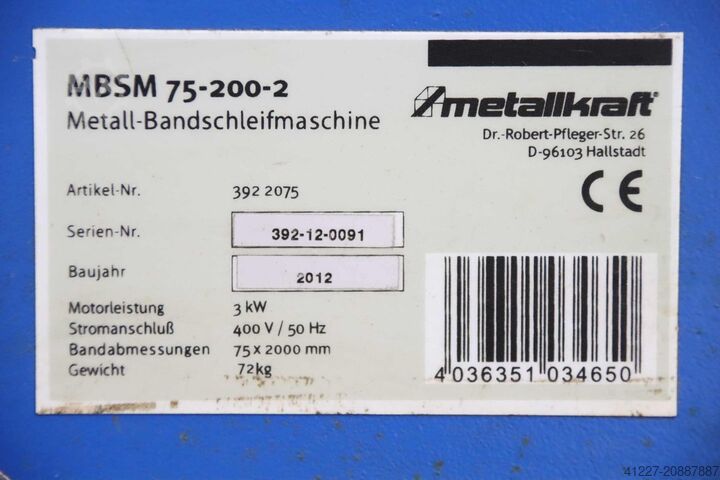 MBSM 75-200-2
Metall-Bandschleifmaschine
metallkraft®
Dr.-Robert-Pfleger-Str. 26
D-96103 Hallstadt
CE
Artikel-Nr. 392 2075
Serien-Nr. 392-12-0091
Baujahr 2012
Motorleistung 3 kW
Stromanschluß 400 V / 50 Hz
Bandabmessungen 75 x 2000 mm
Gewicht 72kg
4 036351 034650
41227-20887887